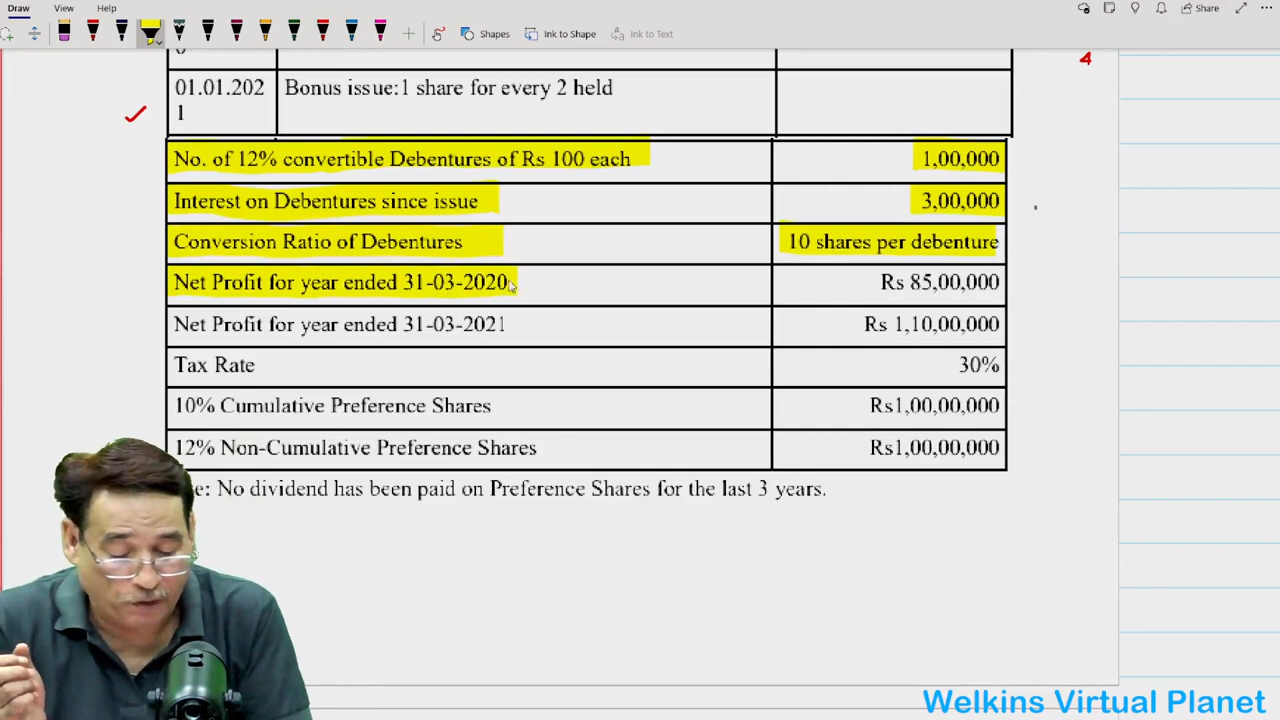 Draw View Help
Shapes Ink to Shape Ink to Text Share
4
01.01.202
1
Bonus issue:1 share for every 2 held
No. of 12% convertible Debentures of Rs 100 each 1,00,000
Interest on Debentures since issue 3,00,000
Conversion Ratio of Debentures 10 shares per debenture
Net Profit for year ended 31-03-2020 Rs 85,00,000
Net Profit for year ended 31-03-2021 Rs 1,10,00,000
Tax Rate 30%
10% Cumulative Preference Shares Rs1,00,00,000
12% Non-Cumulative Preference Shares Rs1,00,00,000
No dividend has been paid on Preference Shares for the last 3 years.
Welkins Virtual Planet